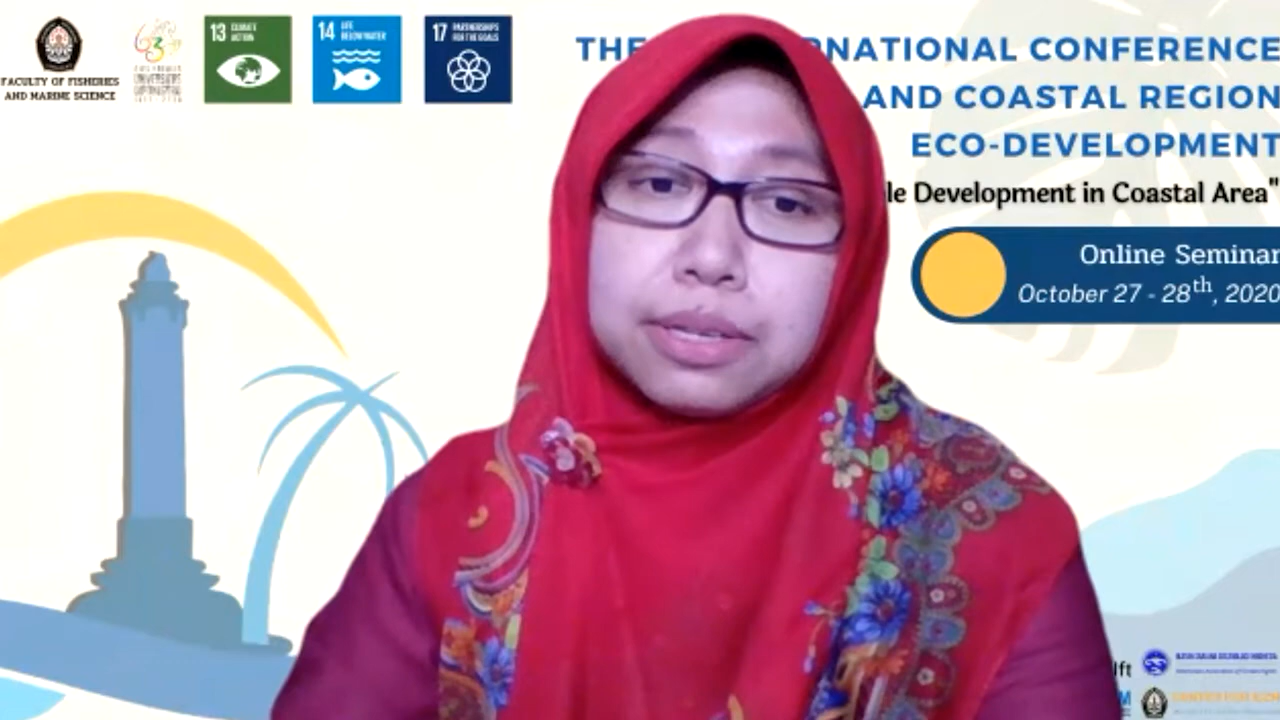 FACULTY OF FISHERIES
AND MARINE SCIENCE
13 CLIMATE
ACTION
14 LIFE
BELOW WATER
17 PARTNERSHIPS
FOR THE GOALS
THE NATIONAL CONFERENCE
AND COASTAL REGION
ECO-DEVELOPMENT
le Development in Coastal Area"
Online Seminar
October 27 - 28th, 2020
lft
M